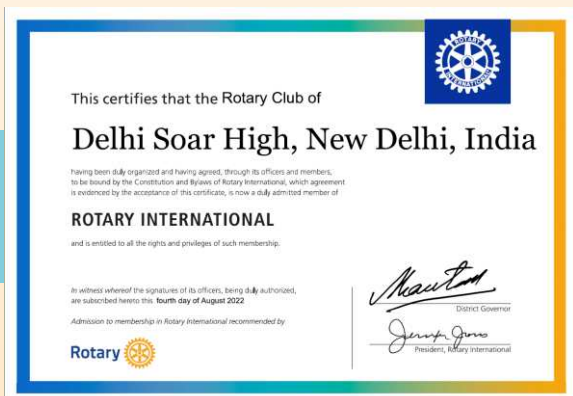 ROTARY
INTERNATIONAL
This certifies that the Rotary Club of
Delhi Soar High, New Delhi, India
having been duly organized and having agreed, through its officers and members,
to be bound by the Constitution and Bylaws of Rotary International, which agreement
is evidenced by the acceptance of this certificate, is now a duly admitted member of
ROTARY INTERNATIONAL
and is entitled to all the rights and privileges of such membership.
In witness whereof the signatures of its officers, being duly authorized,
are subscribed hereto this fourth day of August 2022
District Governor
Admission to membership in Rotary International recommended by
President, Rotary International
Rotary